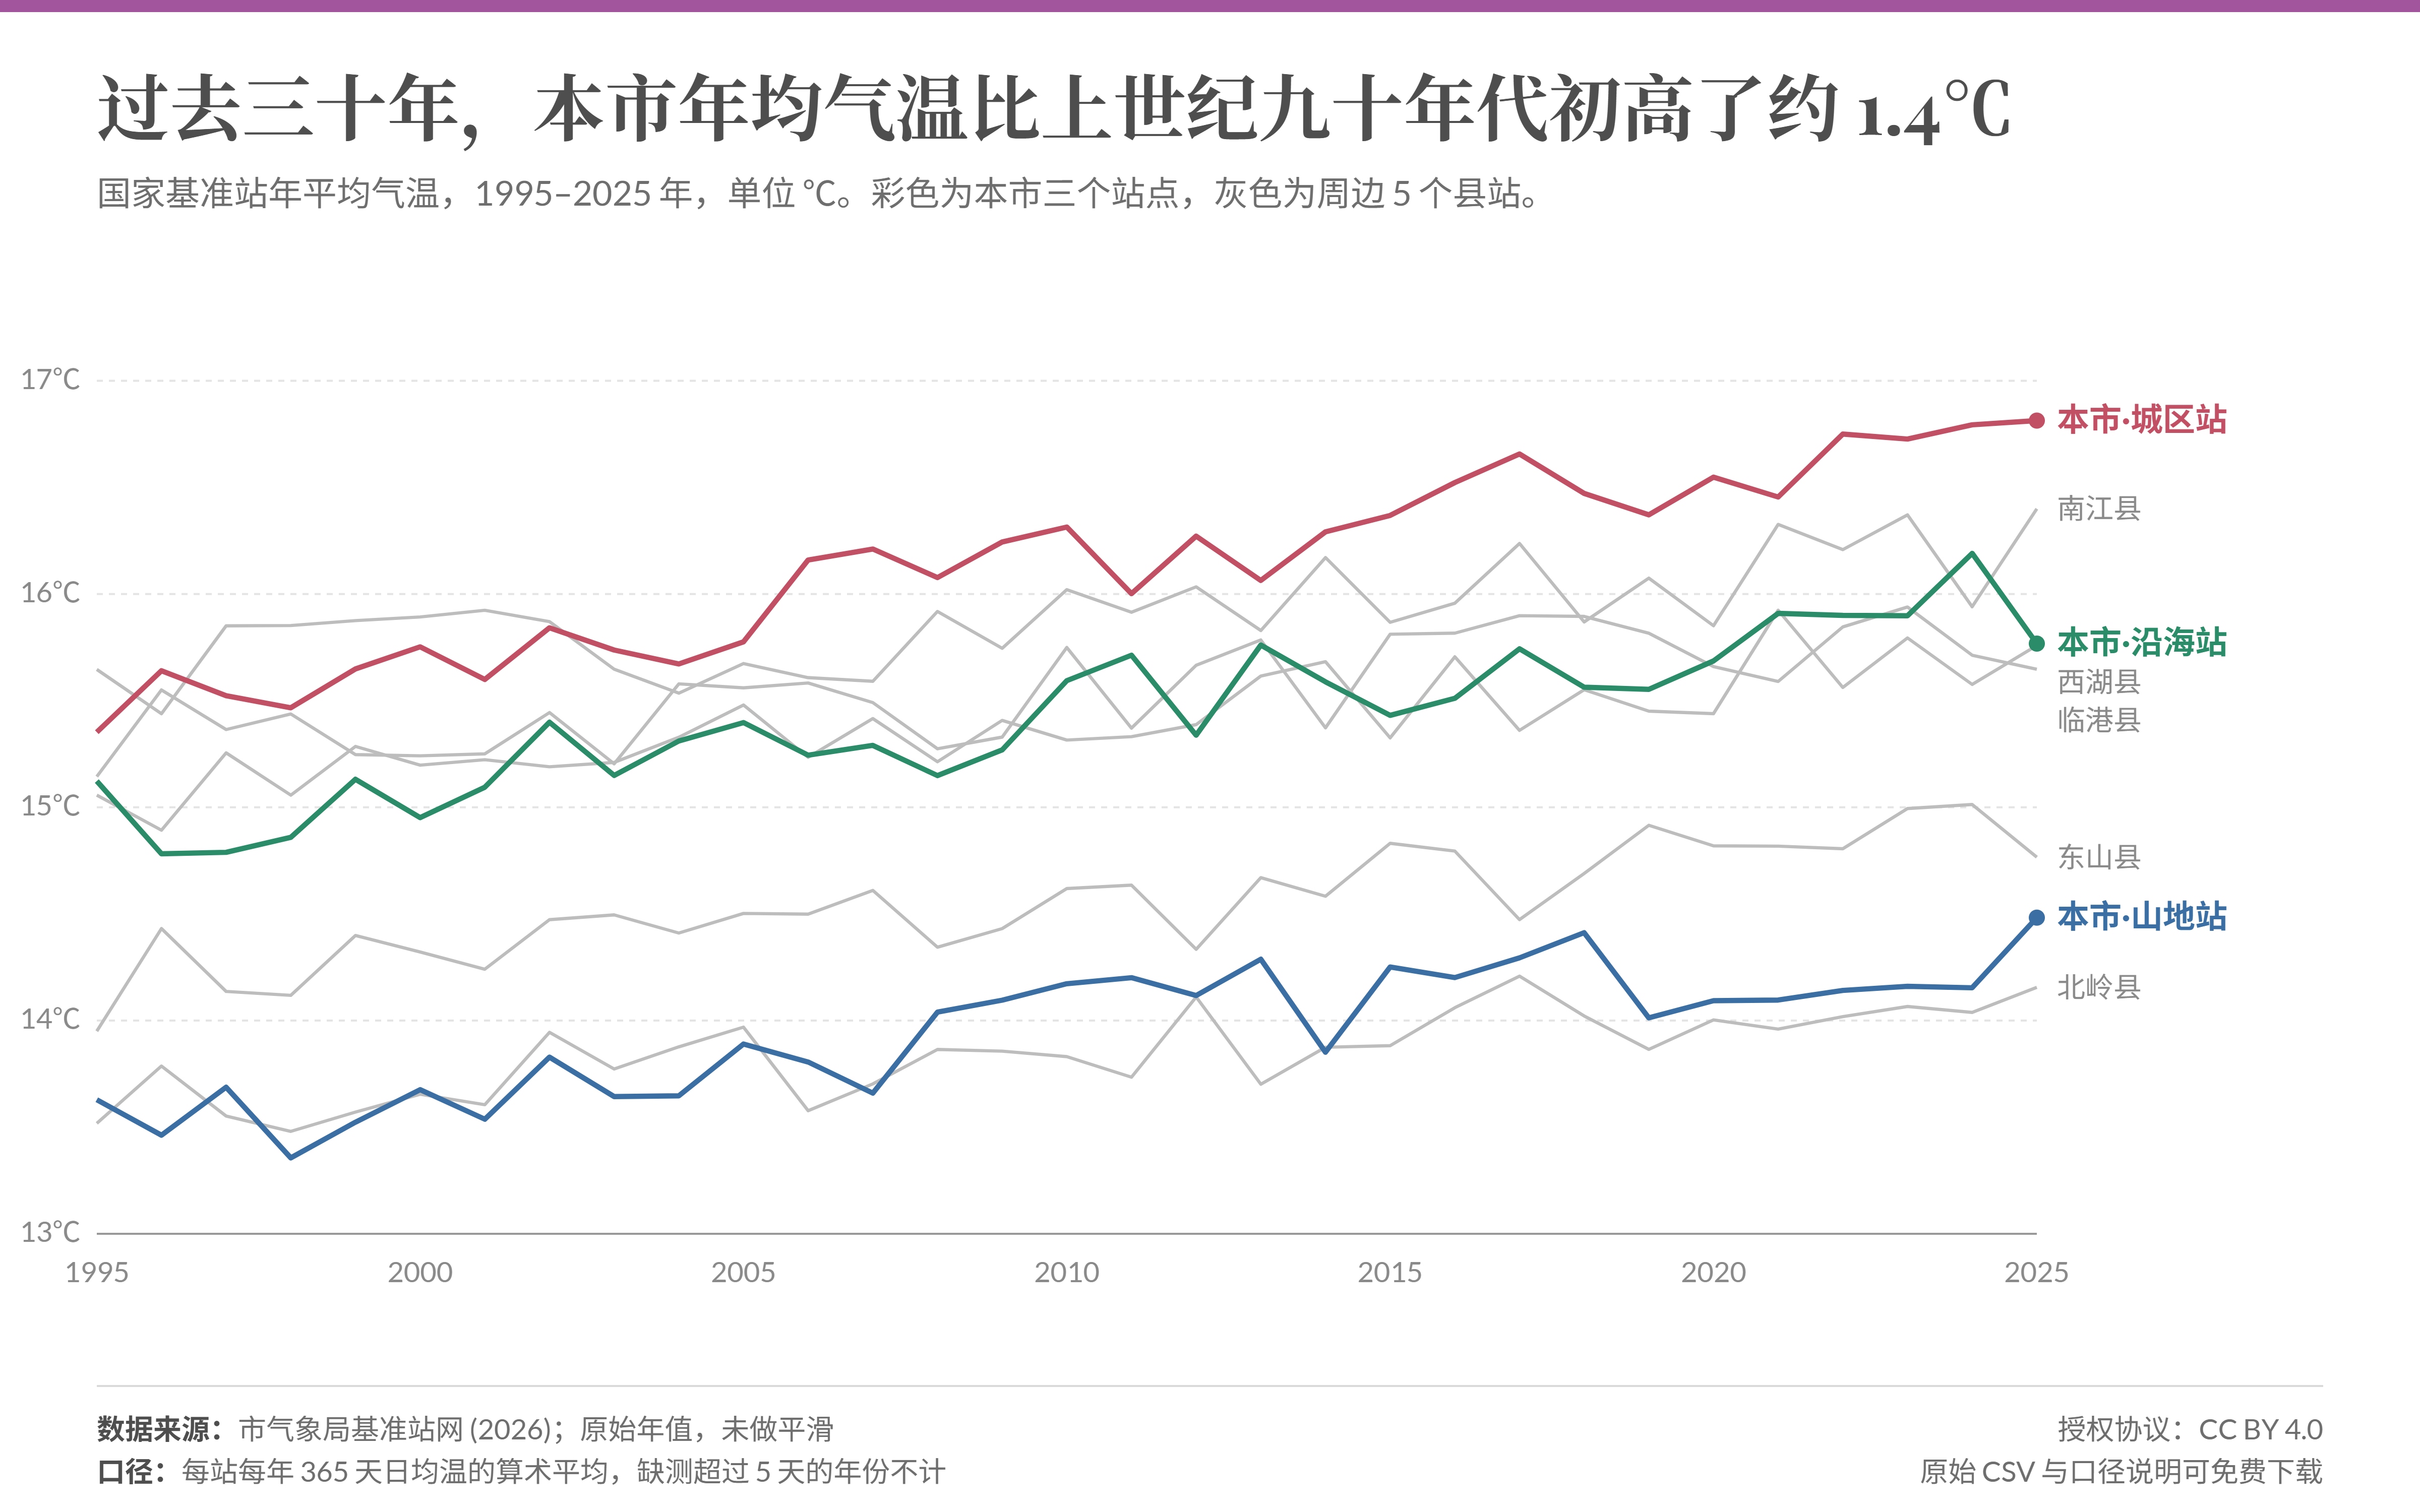 过去三十年，本市年均气温比上世纪九十年代初高了约 1.4°C
国家基准站年平均气温，1995–2025 年，单位 °C。彩色为本市三个站点，灰色为周边 5 个县站。
17°C
16°C
15°C
14°C
13°C
本市·城区站
南江县
本市·沿海站
西湖县
临港县
东山县
本市·山地站
北岭县
1995
2000
2005
2010
2015
2020
2025
数据来源：市气象局基准站网 (2026)；原始年值，未做平滑
口径：每站每年 365 天日均温的算术平均，缺测超过 5 天的年份不计
授权协议：CC BY 4.0
原始 CSV 与口径说明可免费下载